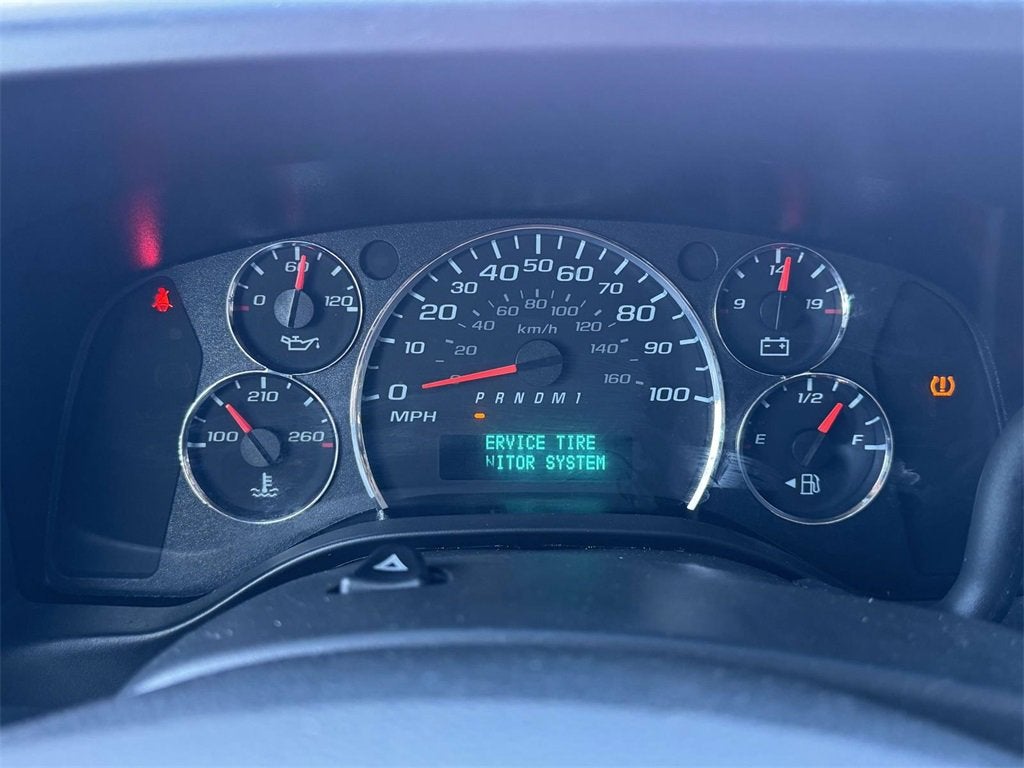 60
0 120
100 210 260
0 10 20 30 40 50 60 70 80 90 100
MPH
0 20 40 60 80 100 120 140 160
km/h
PRNDM1
ERVICE TIRE
NITOR SYSTEM
14
9 19
1/2
E F